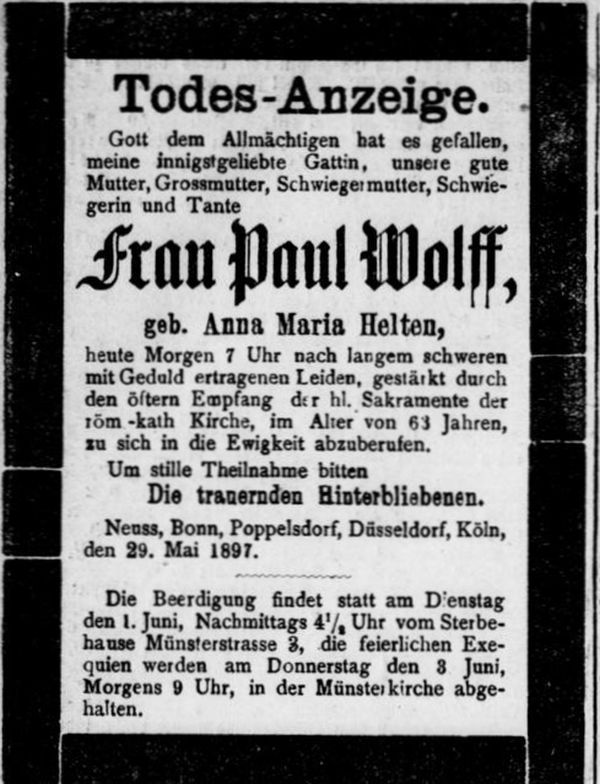 Todes-Anzeige.
Gott dem Allmächtigen hat es gefallen,
meine innigstgeliebte Gattin, unsere gute
Mutter, Grossmutter, Schwiegermutter, Schwie-
gerin und Tante
Frau Paul Wolff,
geb. Anna Maria Helten,
heute Morgen 7 Uhr nach langem schweren
mit Geduld ertragenen Leiden, gestärkt durch
den öftern Empfang der hl. Sakramente der
röm -kath Kirche, im Alter von 63 Jahren,
zu sich in die Ewigkeit abzuberufen.
Um stille Theilnahme bitten
Die trauernden Hinterbliebenen.
Neuss, Bonn, Poppelsdorf, Düsseldorf, Köln,
den 29. Mai 1897.
Die Beerdigung findet statt am Dienstag
den 1. Juni, Nachmittags 4½ Uhr vom Sterbe-
hause Münsterstrasse 3, die feierlichen Exe-
quien werden am Donnerstag den 3 Juni,
Morgens 9 Uhr, in der Münsterkirche abge-
halten.